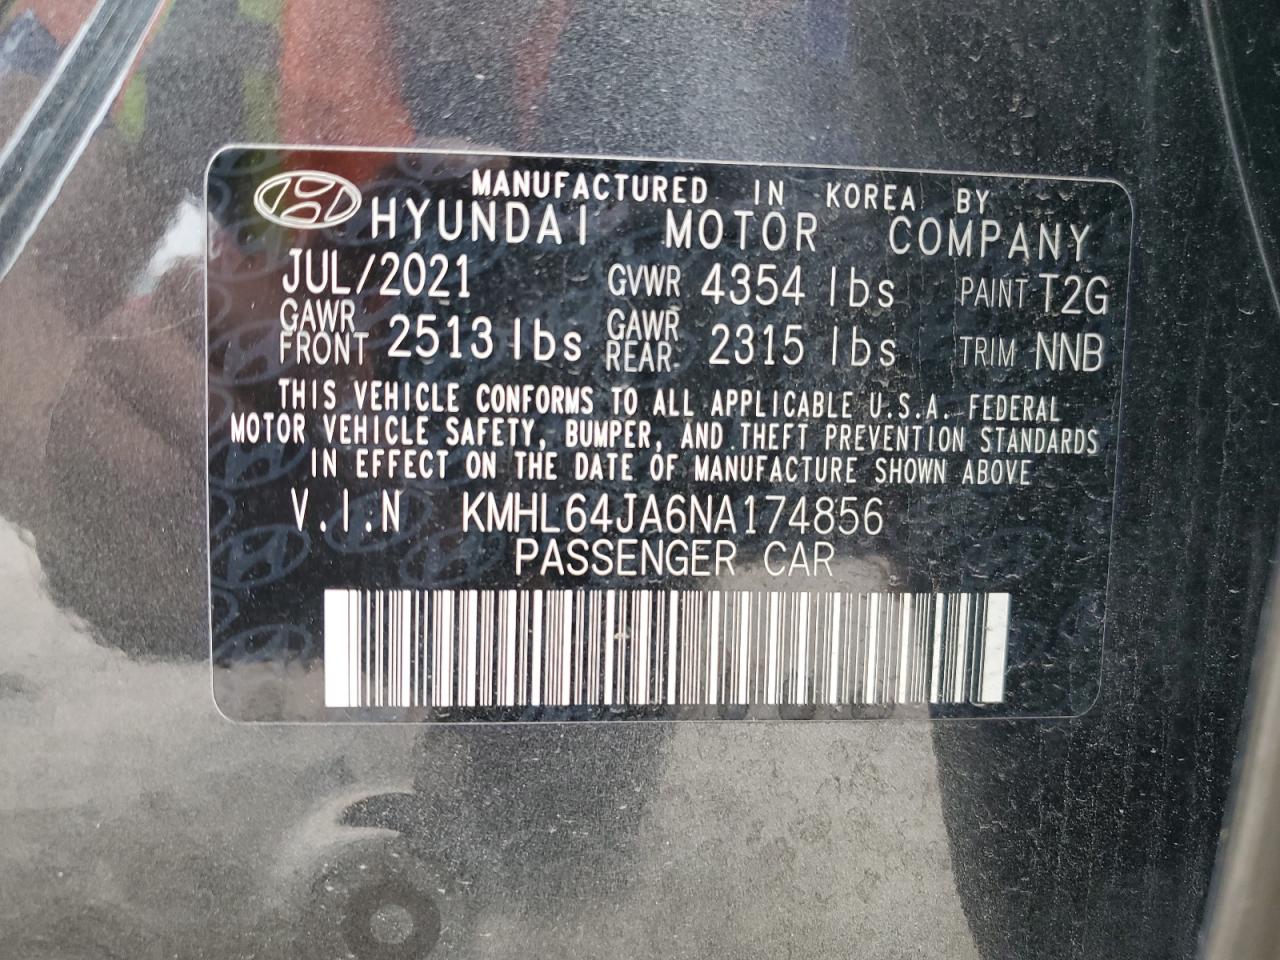 MANUFACTURED IN KOREA BY
HYUNDAI MOTOR COMPANY
JUL/2021 GVWR 4354 lbs PAINT T2G
GAWR FRONT 2513 lbs GAWR REAR 2315 lbs TRIM NNB
THIS VEHICLE CONFORMS TO ALL APPLICABLE U.S.A. FEDERAL
MOTOR VEHICLE SAFETY, BUMPER, AND THEFT PREVENTION STANDARDS
IN EFFECT ON THE DATE OF MANUFACTURE SHOWN ABOVE
V.I.N KMHL64JA6NA174856
PASSENGER CAR